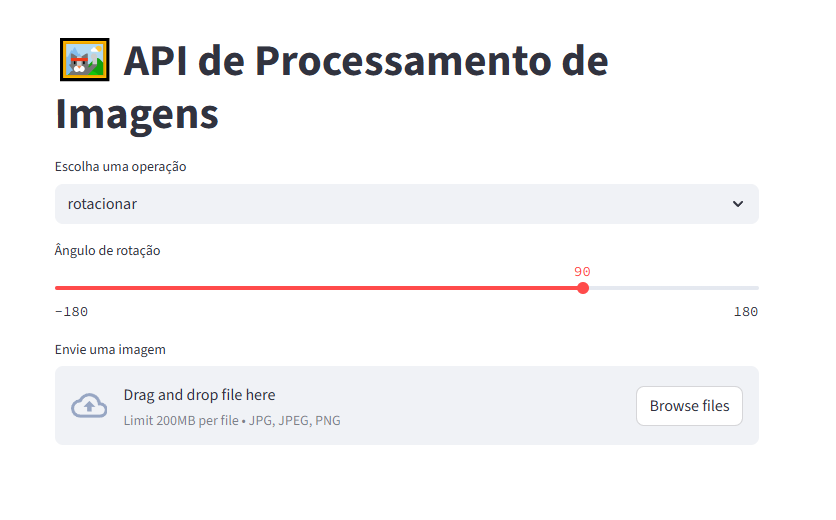 🖼️ API de Processamento de
Imagens
Escolha uma operação
rotacionar
Ângulo de rotação
90
-180 180
Envie uma imagem
Drag and drop file here
Limit 200MB per file • JPG, JPEG, PNG
Browse files